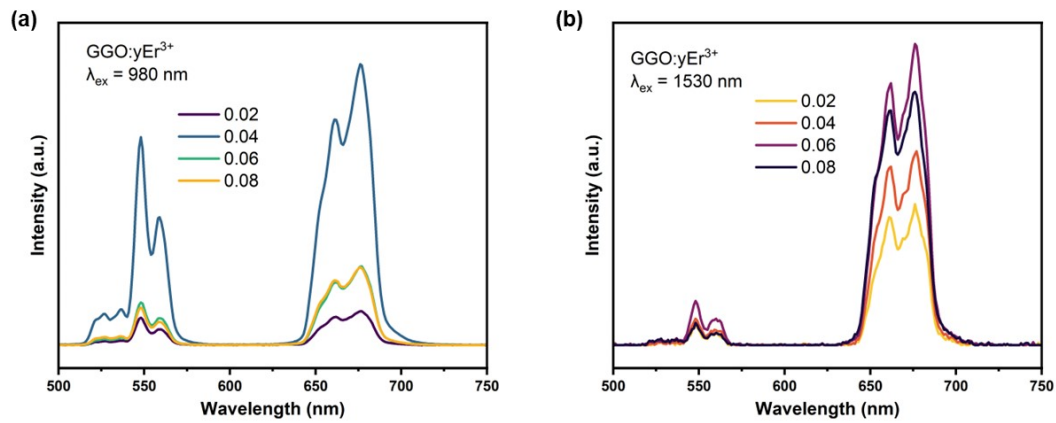 (a)
GGO:yEr³⁺
λₑₓ = 980 nm
0.02
0.04
0.06
0.08
Intensity (a.u.)
500 550 600 650 700 750
Wavelength (nm)
(b)
GGO:yEr³⁺
λₑₓ = 1530 nm
0.02
0.04
0.06
0.08
Intensity (a.u.)
500 550 600 650 700 750
Wavelength (nm)